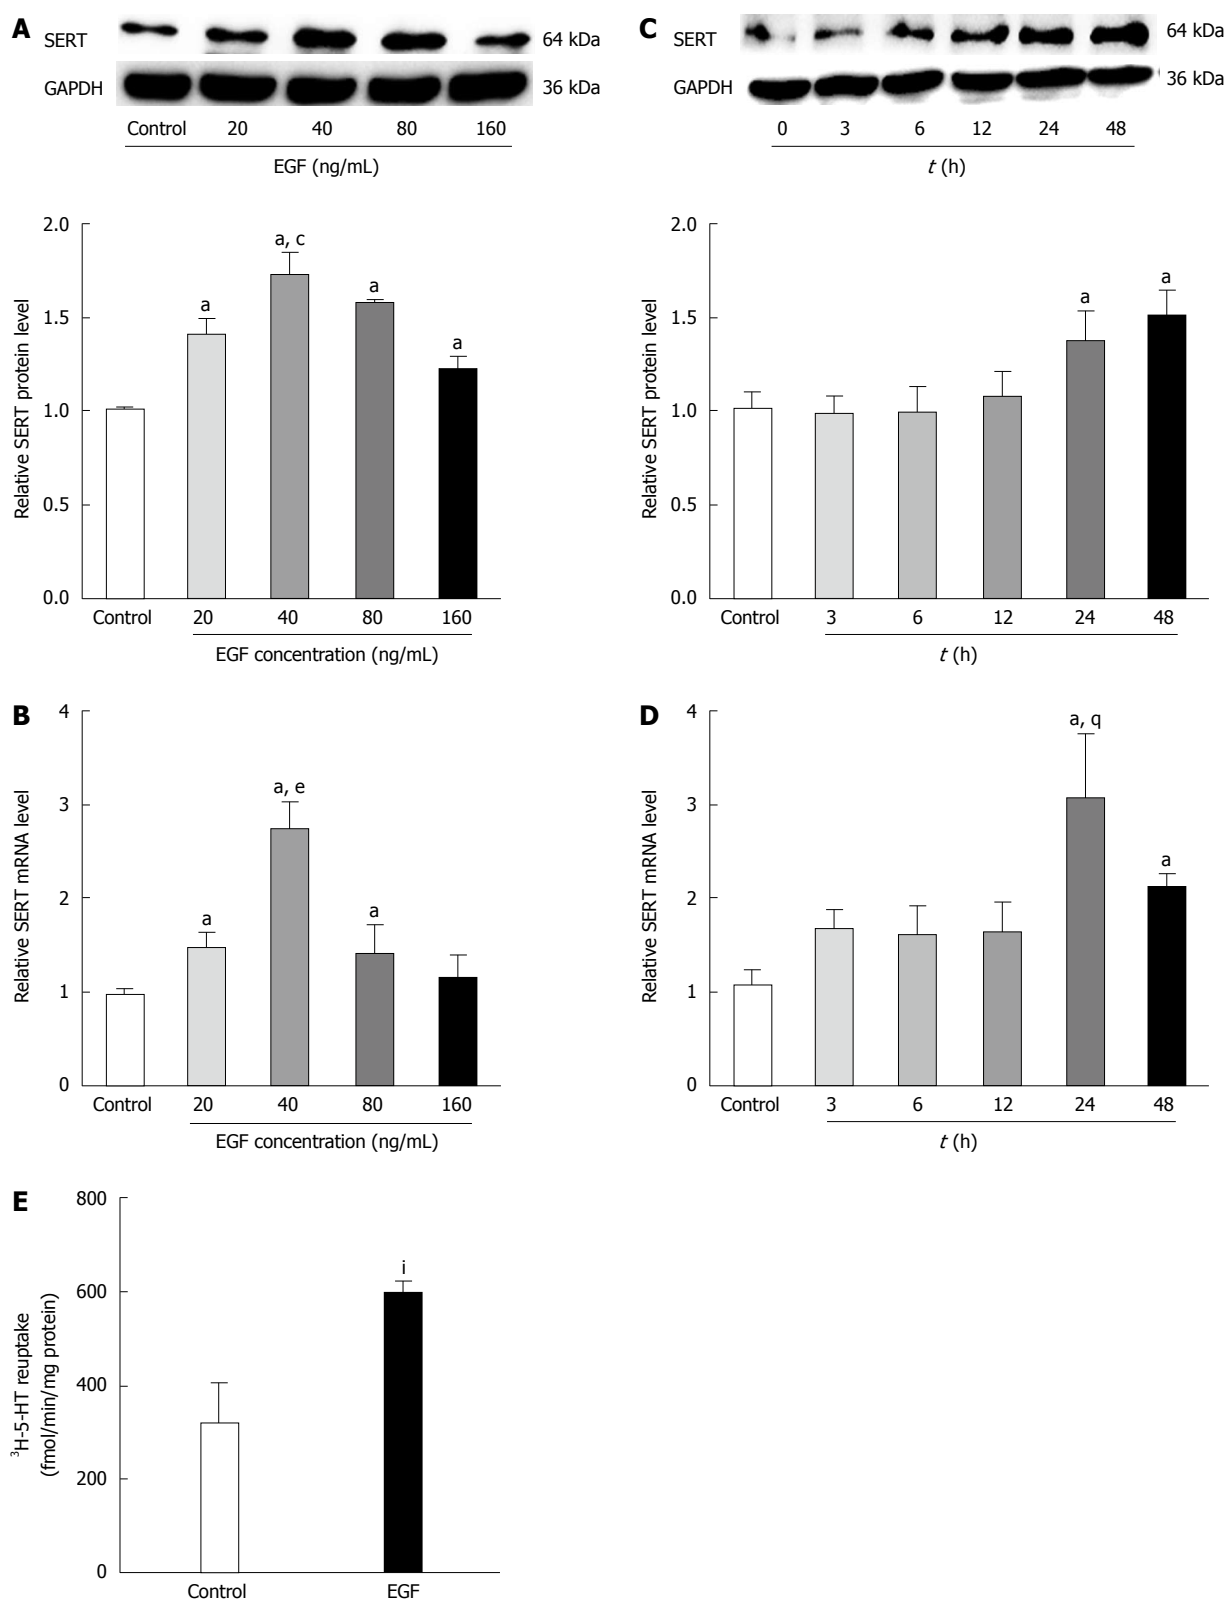 A
SERT
64 kDa
GAPDH
36 kDa
Control 20 40 80 160
EGF (ng/mL)
Relative SERT protein level
2.0
1.5
1.0
0.5
0.0
a
a, c
a
a
Control 20 40 80 160
EGF concentration (ng/mL)
C
SERT
64 kDa
GAPDH
36 kDa
0 3 6 12 24 48
t (h)
Relative SERT protein level
2.0
1.5
1.0
0.5
0.0
a
a
Control 3 6 12 24 48
t (h)
B
Relative SERT mRNA level
4
3
2
1
0
a
a, e
a
Control 20 40 80 160
EGF concentration (ng/mL)
D
Relative SERT mRNA level
4
3
2
1
0
a, q
a
Control 3 6 12 24 48
t (h)
E
³H-5-HT reuptake
(fmol/min/mg protein)
800
600
400
200
0
i
Control EGF